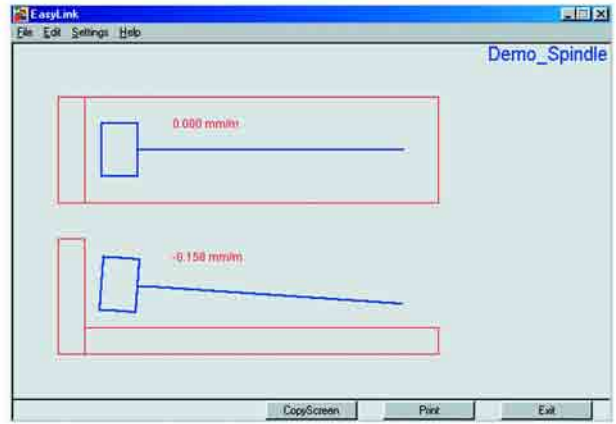 EasyLink
File Edit Settings Help
Demo_Spindle
0.000 mm/m
-0.158 mm/m
CopyScreen Print Exit